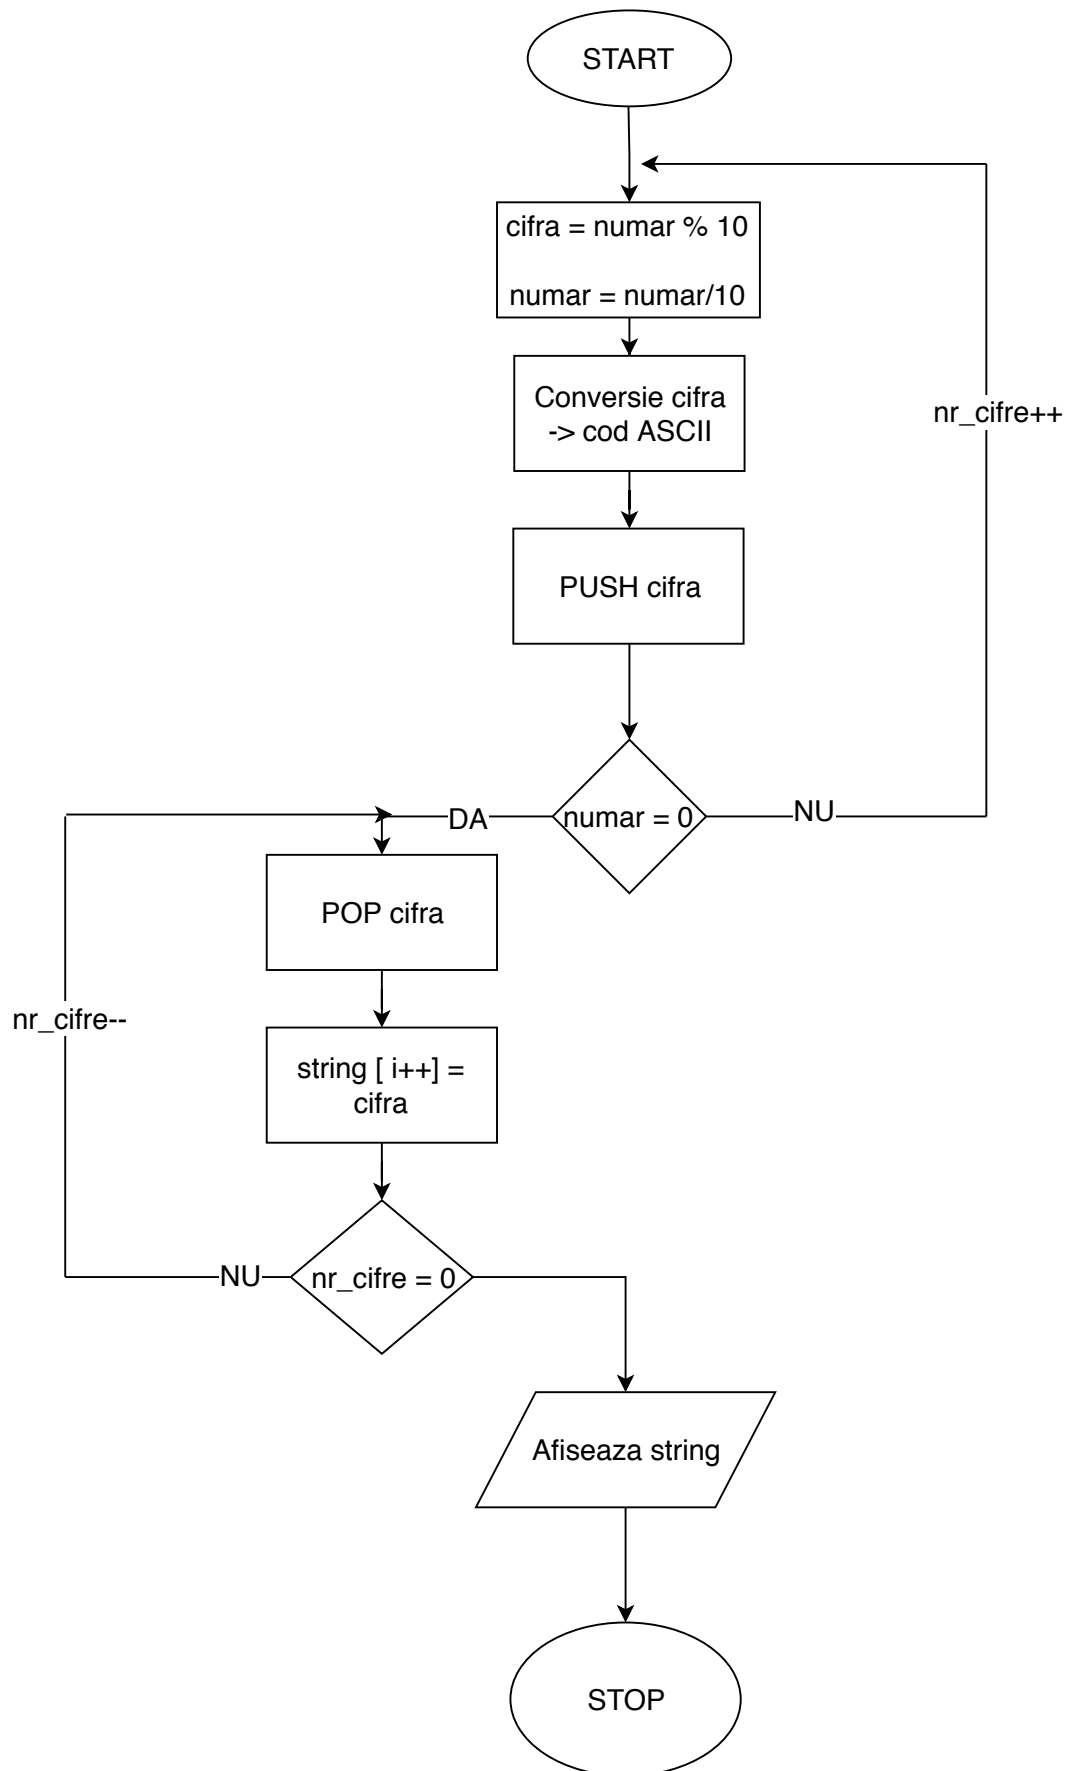 START
cifra = numar % 10
numar = numar/10
Conversie cifra
-> cod ASCII
nr_cifre++
PUSH cifra
numar = 0
DA
NU
POP cifra
nr_cifre--
string [ i++] =
cifra
nr_cifre = 0
NU
Afiseaza string
STOP